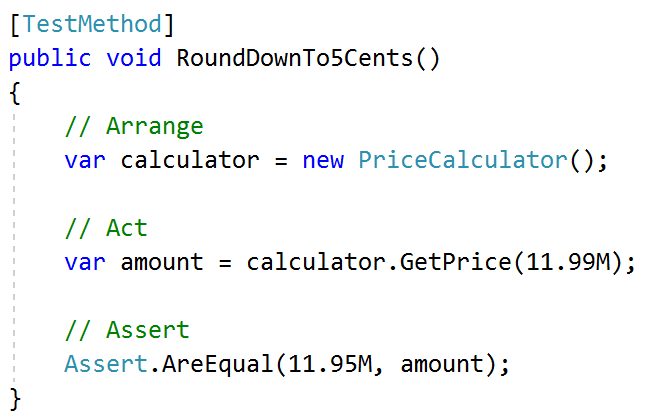 [TestMethod]
public void RoundDownTo5Cents()
{
// Arrange
var calculator = new PriceCalculator();
// Act
var amount = calculator.GetPrice(11.99M);
// Assert
Assert.AreEqual(11.95M, amount);
}